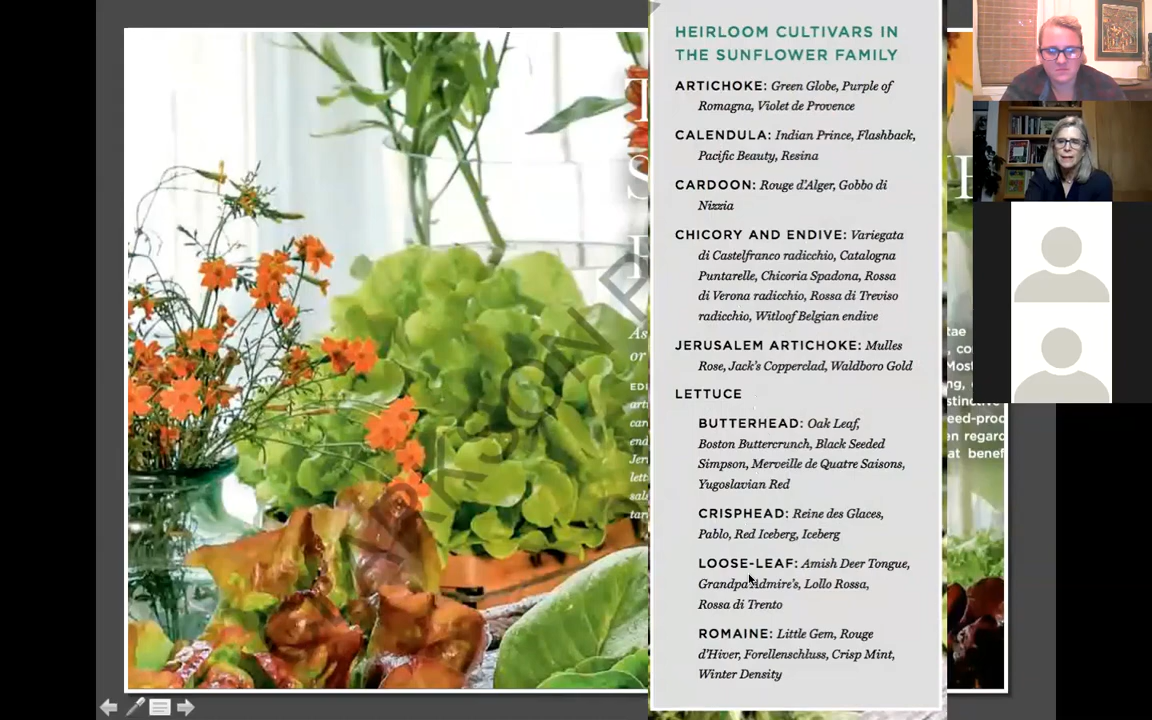 HEIRLOOM CULTIVARS IN
THE SUNFLOWER FAMILY
ARTICHOKE: Green Globe, Purple of
Romagna, Violet de Provence
CALENDULA: Indian Prince, Flashback,
Pacific Beauty, Resina
CARDOON: Rouge d'Alger, Gobbo di
Nizzia
CHICORY AND ENDIVE: Variegata
di Castelfranco radicchio, Catalogna
Puntarelle, Chicoria Spadona, Rossa
di Verona radicchio, Rossa di Treviso
radicchio, Witloof Belgian endive
JERUSALEM ARTICHOKE: Mulles
Rose, Jack's Copperclad, Waldboro Gold
LETTUCE
BUTTERHEAD: Oak Leaf,
Boston Buttercrunch, Black Seeded
Simpson, Merveille de Quatre Saisons,
Yugoslavian Red
CRISPHEAD: Reine des Glaces,
Pablo, Red Iceberg, Iceberg
LOOSE-LEAF: Amish Deer Tongue,
Grandpa Admire's, Lollo Rossa,
Rossa di Trento
ROMAINE: Little Gem, Rouge
d'Hiver, Forellenschluss, Crisp Mint,
Winter Density
As
or